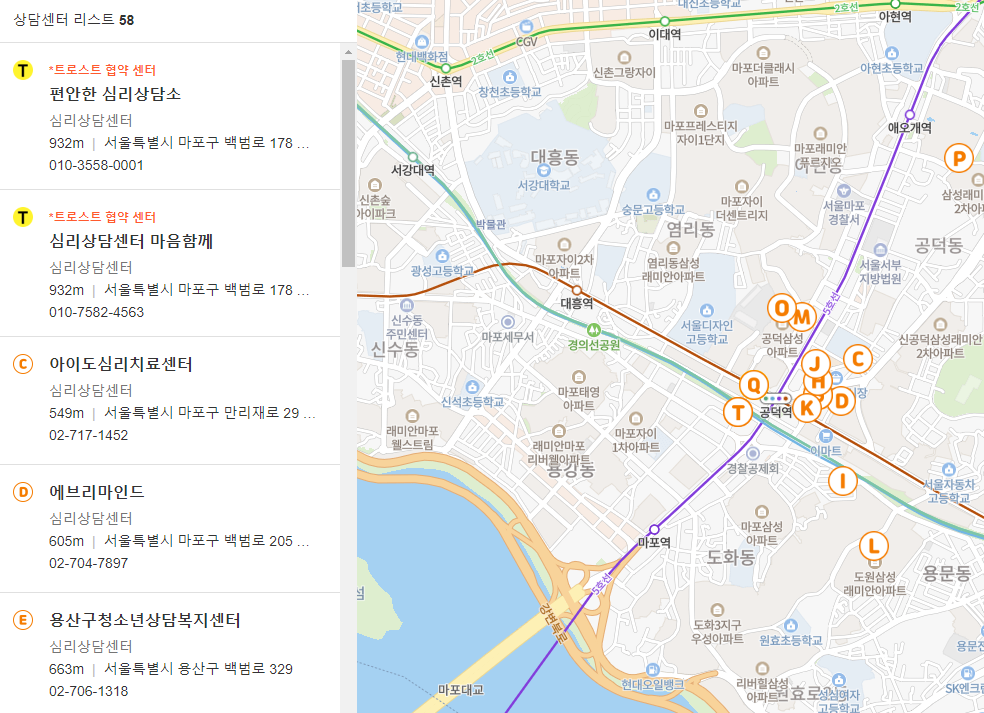 상담센터 리스트 58
T
*트로스트 협약 센터
편안한 심리상담소
심리상담센터
932m | 서울특별시 마포구 백범로 178 ...
010-3558-0001
T
*트로스트 협약 센터
심리상담센터 마음함께
심리상담센터
932m | 서울특별시 마포구 백범로 178 ...
010-7582-4563
C
아이도심리치료센터
심리상담센터
549m | 서울특별시 마포구 만리재로 29 ...
02-717-1452
D
에브리마인드
심리상담센터
605m | 서울특별시 마포구 백범로 205 ...
02-704-7897
E
용산구청소년상담복지센터
심리상담센터
663m | 서울특별시 용산구 백범로 329
02-706-1318
초등학교
대신초등학교
2호선
아현역
2호선
이대역
CGV
현대백화점
2호선
신촌역
신촌그랑자이
마포더클래시
아파트
아현초등학교
창천초등학교
마포프레스티지
자이1단지
애오개역
대흥동
서강대역
서강대학교
마포래미안
푸르지오
아현동
P
신촌숲
아이파크
숭문고등학교
마포자이
더센트리지
서울마포
경찰서
삼성래미
2차아파
박물관
염리동
공덕동
광성고등학교
마포자이2차
아파트
염리동삼성
래미안아파트
서울서부
지방법원
대흥역
5호선
O
M
신수동
주민센터
신수동
마포세무서
경의선공원
서울디자인
고등학교
공덕삼성
아파트
신공덕삼성래미안
2차아파트
J
C
H
Q
신석초등학교
마포태영
아파트
T
공덕역
K
D
래미안마포
웰스트림
래미안마포
리버웰아파트
용강동
마포자이
1차아파트
이마트
경찰공제회
I
서울자동차
고등학교
마포역
마포삼성
아파트
도화동
L
도원삼성
래미안아파트
용문동
5호선
강변북로
도화3지구
우성아파트
원효초등학교
용문전
마포대교
현대오일뱅크
리버힐삼성
아파트
원효로
성심여자
고등학교
SK엔크린